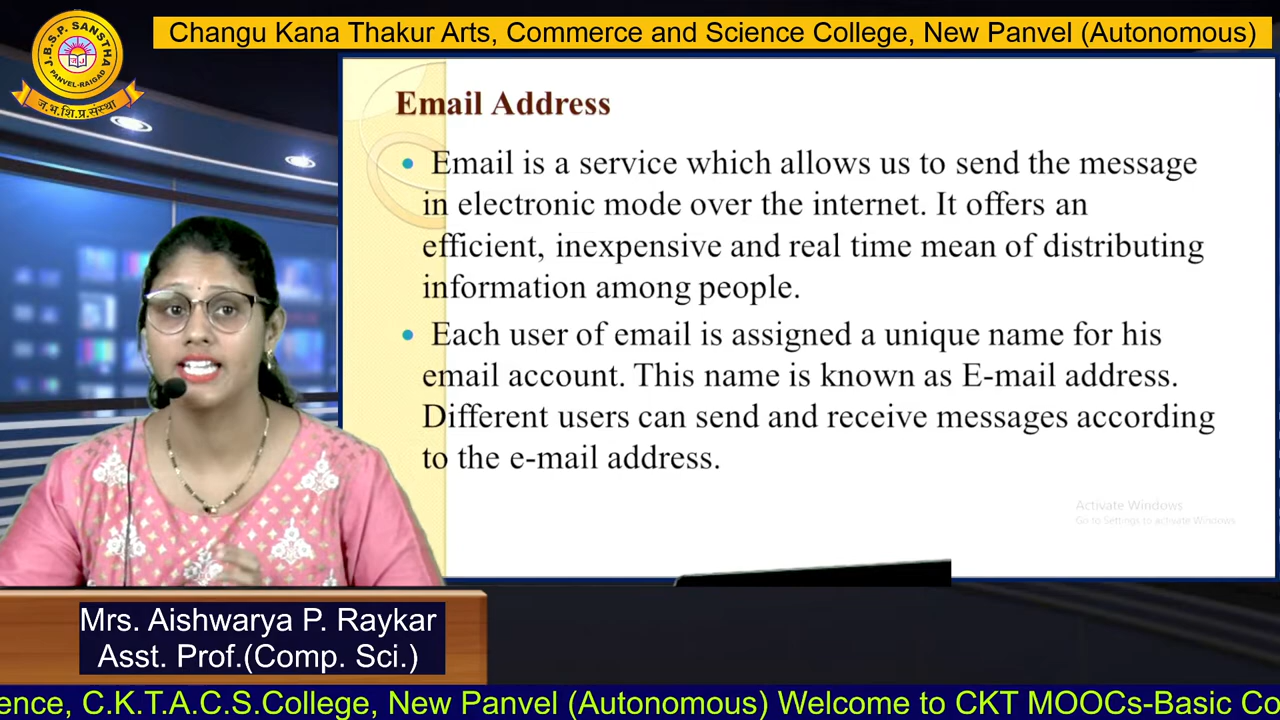 J.B.S.P. SANSTHA
PANVEL-RAIGAD
ज.भ.शि.प्र.संस्था
Changu Kana Thakur Arts, Commerce and Science College, New Panvel (Autonomous)
Email Address
• Email is a service which allows us to send the message
in electronic mode over the internet. It offers an
efficient, inexpensive and real time mean of distributing
information among people.
• Each user of email is assigned a unique name for his
email account. This name is known as E-mail address.
Different users can send and receive messages according
to the e-mail address.
Activate Windows
Go to Settings to activate Windows
Mrs. Aishwarya P. Raykar
Asst. Prof.(Comp. Sci.)
ence, C.K.T.A.C.S.College, New Panvel (Autonomous) Welcome to CKT MOOCs-Basic Co